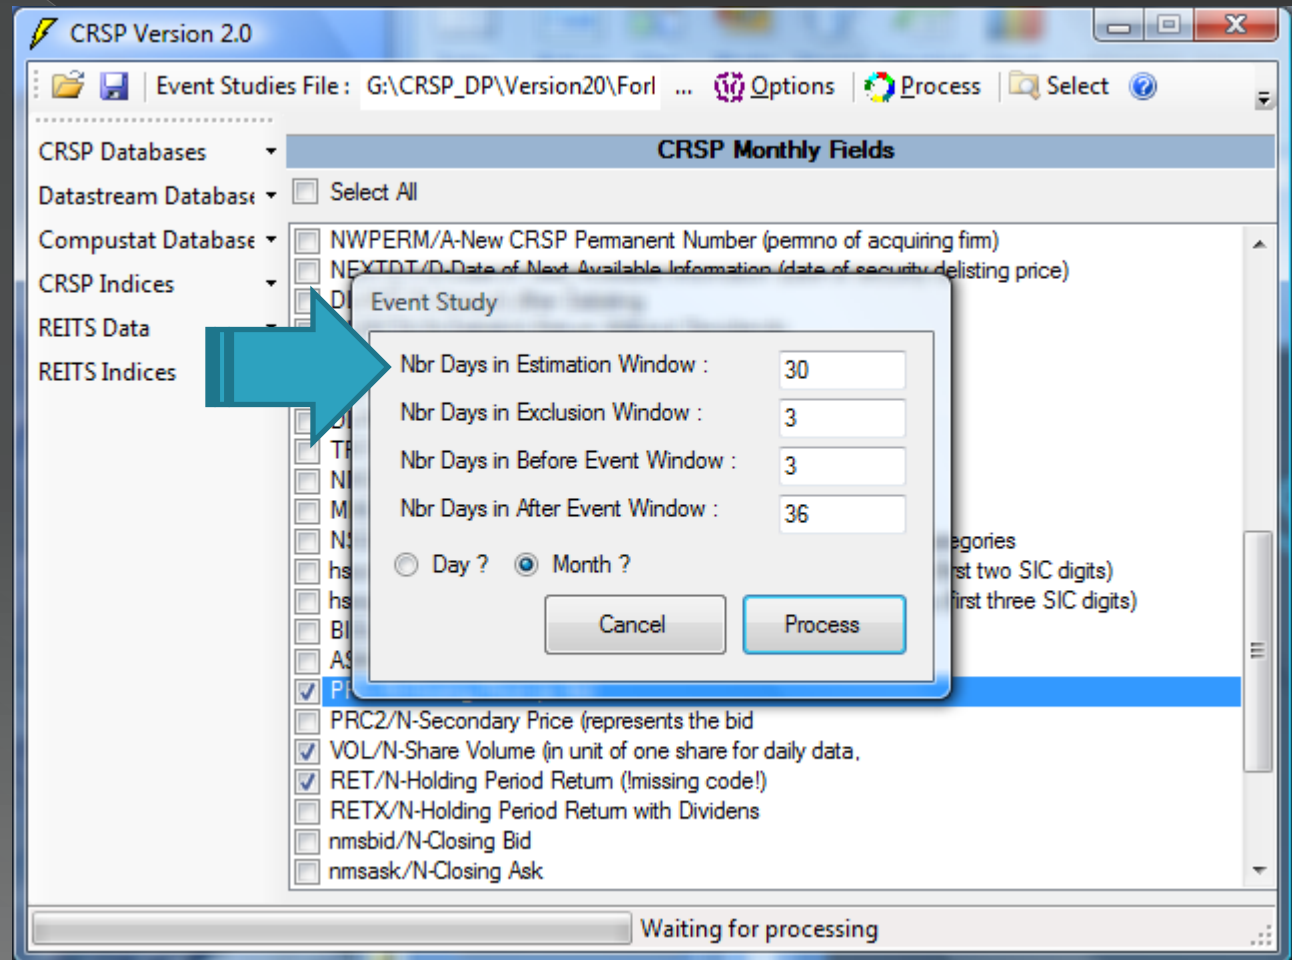 CRSP Version 2.0
Event Studies File : G:\CRSP_DP\Version20\Forl ... Options Process Select
CRSP Databases
Datastream Database
Compustat Database
CRSP Indices
REITS Data
REITS Indices
CRSP Monthly Fields
Select All
NWPERM/A-New CRSP Permanent Number (permno of acquiring firm)
NEXTDT/D-Date of Next Available Information (date of security delisting price)
Event Study
Nbr Days in Estimation Window : 30
Nbr Days in Exclusion Window : 3
Nbr Days in Before Event Window : 3
Nbr Days in After Event Window : 36
Day ? Month ?
Cancel Process
egories
rst two SIC digits)
first three SIC digits)
PRC2/N-Secondary Price (represents the bid
VOL/N-Share Volume (in unit of one share for daily data,
RET/N-Holding Period Return (!missing code!)
RETX/N-Holding Period Return with Dividens
nmsbid/N-Closing Bid
nmsask/N-Closing Ask
Waiting for processing